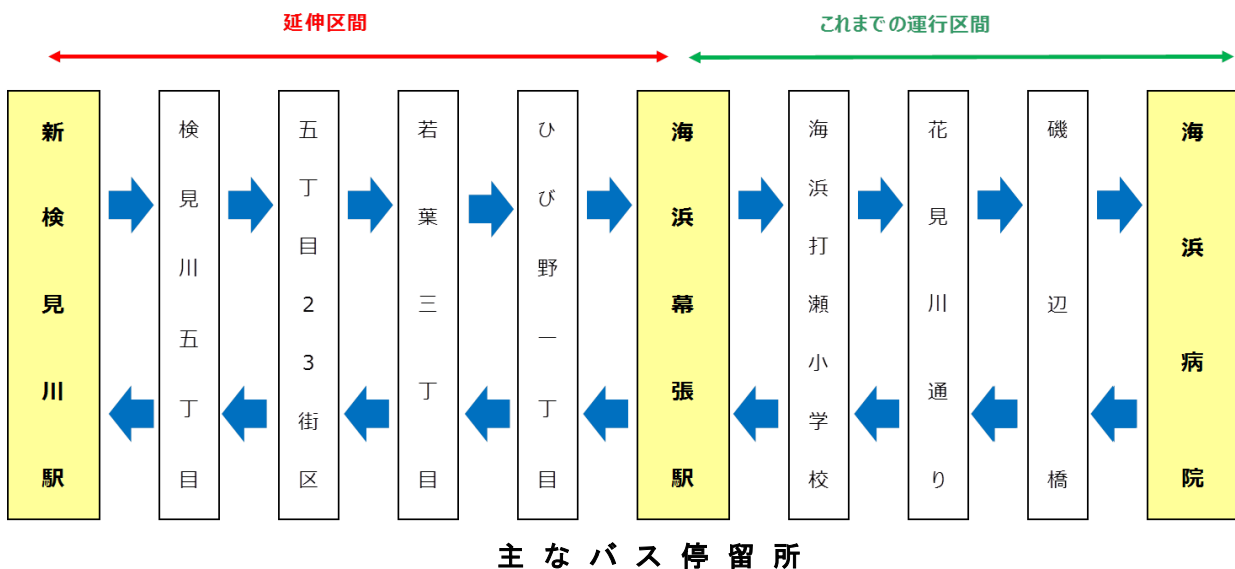 延伸区間
これまでの運行区間
新検見川駅
検見川五丁目
五丁目23街区
若葉三丁目
ひび野一丁目
海浜幕張駅
海浜打瀬小学校
花見川通り
磯辺橋
海浜病院
主なバス停留所